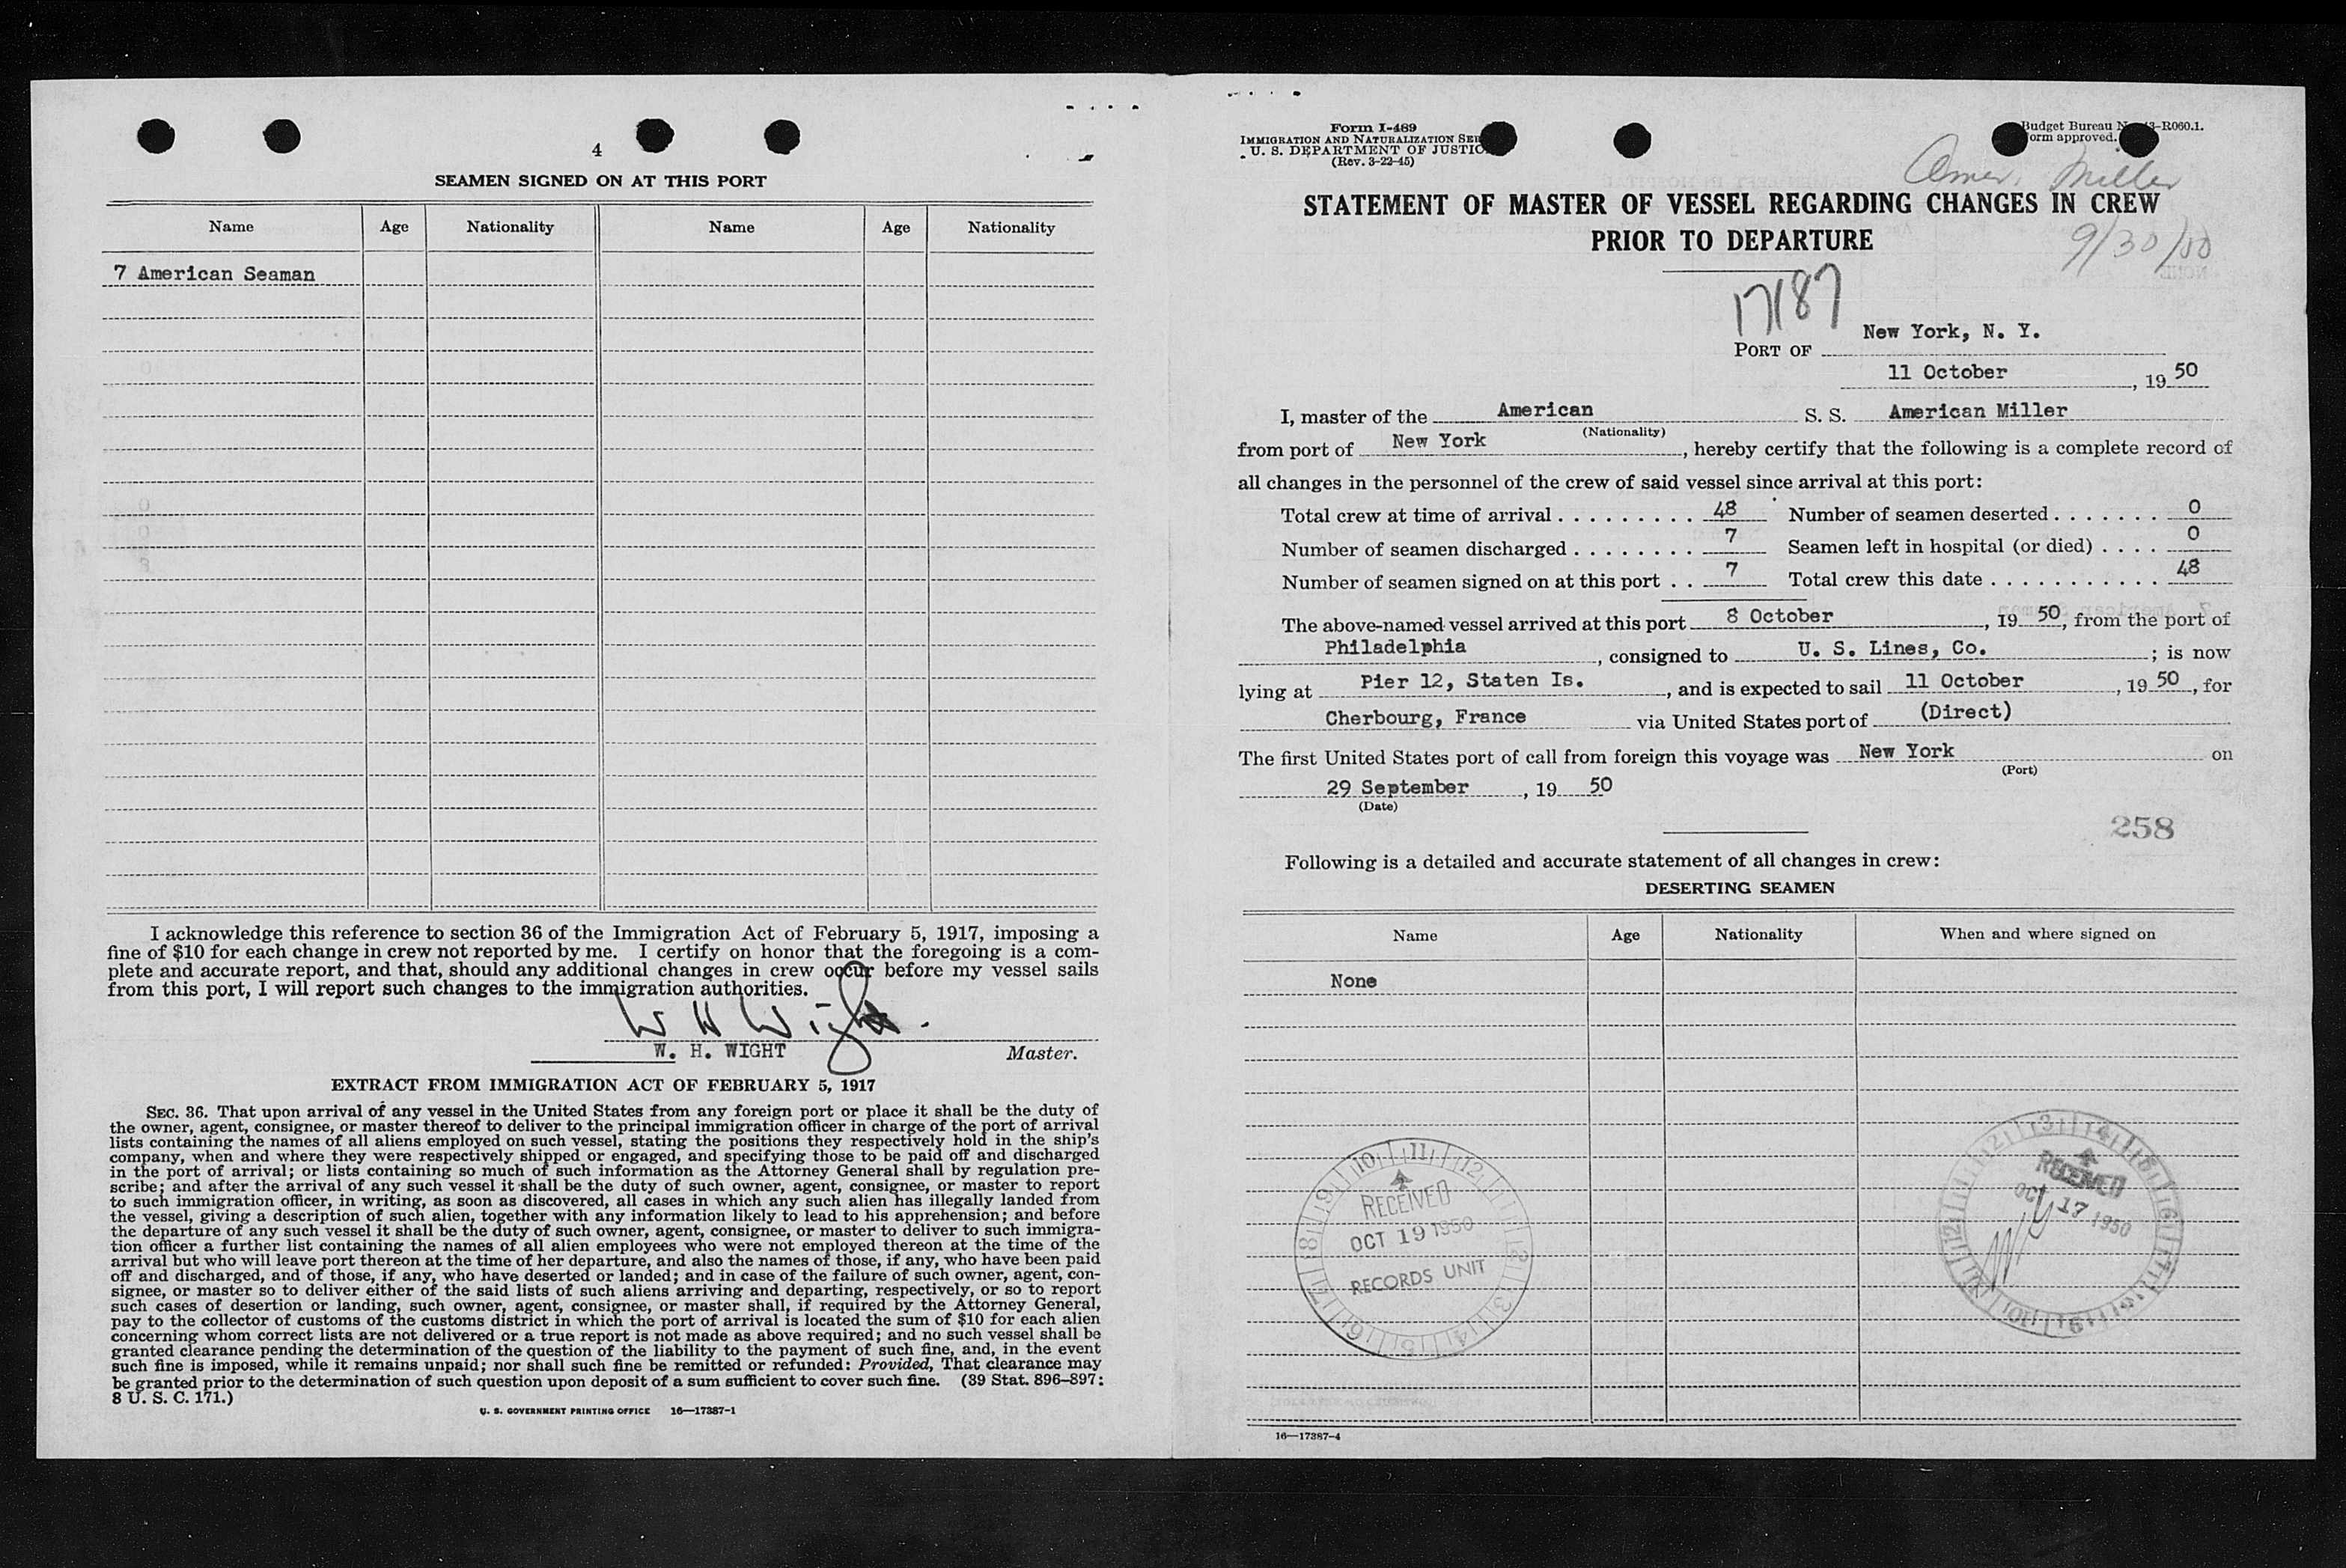 4
SEAMEN SIGNED ON AT THIS PORT
Name Age Nationality Name Age Nationality
7 American Seaman
I acknowledge this reference to section 36 of the Immigration Act of February 5, 1917, imposing a
fine of $10 for each change in crew not reported by me. I certify on honor that the foregoing is a com-
plete and accurate report, and that, should any additional changes in crew occur before my vessel sails
from this port, I will report such changes to the immigration authorities.
W H Wight.
W. H. WIGHT Master.
EXTRACT FROM IMMIGRATION ACT OF FEBRUARY 5, 1917
SEC. 36. That upon arrival of any vessel in the United States from any foreign port or place it shall be the duty of
the owner, agent, consignee, or master thereof to deliver to the principal immigration officer in charge of the port of arrival
lists containing the names of all aliens employed on such vessel, stating the positions they respectively hold in the ship's
company, when and where they were respectively shipped or engaged, and specifying those to be paid off and discharged
in the port of arrival; or lists containing so much of such information as the Attorney General shall by regulation pre-
scribe; and after the arrival of any such vessel it shall be the duty of such owner, agent, consignee, or master to report
to such immigration officer, in writing, as soon as discovered, all cases in which any such alien has illegally landed from
the vessel, giving a description of such alien, together with any information likely to lead to his apprehension; and before
the departure of any such vessel it shall be the duty of such owner, agent, consignee, or master to deliver to such immigra-
tion officer a further list containing the names of all alien employees who were not employed thereon at the time of the
arrival but who will leave port thereon at the time of her departure, and also the names of those, if any, who have been paid
off and discharged, and of those, if any, who have deserted or landed; and in case of the failure of such owner, agent, con-
signee, or master so to deliver either of the said lists of such aliens arriving and departing, respectively, or so to report
such cases of desertion or landing, such owner, agent, consignee, or master shall, if required by the Attorney General,
pay to the collector of customs of the customs district in which the port of arrival is located the sum of $10 for each alien
concerning whom correct lists are not delivered or a true report is not made as above required; and no such vessel shall be
granted clearance pending the determination of the question of the liability to the payment of such fine, and, in the event
such fine is imposed, while it remains unpaid; nor shall such fine be remitted or refunded: Provided, That clearance may
be granted prior to the determination of such question upon deposit of a sum sufficient to cover such fine. (39 Stat. 896–897:
8 U. S. C. 171.)
U. S. GOVERNMENT PRINTING OFFICE 16—17387-1
Form I-489
IMMIGRATION AND NATURALIZATION
U. S. DEPARTMENT OF
(Rev. 3-22-45)
Budget Bureau -R060.1.
approved.
Amer. Miller
STATEMENT OF MASTER OF VESSEL REGARDING CHANGES IN CREW
PRIOR TO DEPARTURE
9/30/50
17187
PORT OF New York, N. Y.
11 October, 19 50
I, master of the American S. S. American Miller
(Nationality)
from port of New York, hereby certify that the following is a complete record of
all changes in the personnel of the crew of said vessel since arrival at this port:
Total crew at time of arrival . . . . . . . . . 48 Number of seamen deserted . . . . . . . 0
Number of seamen discharged . . . . . . . . 7 Seamen left in hospital (or died) . . . . 0
Number of seamen signed on at this port . . 7 Total crew this date . . . . . . . . . . . . 48
The above-named vessel arrived at this port 8 October, 19 50, from the port of
Philadelphia, consigned to U. S. Lines, Co.; is now
lying at Pier 12, Staten Is., and is expected to sail 11 October, 19 50, for
Cherbourg, France via United States port of (Direct)
The first United States port of call from foreign this voyage was New York on
(Port)
29 September, 19 50
(Date)
258
Following is a detailed and accurate statement of all changes in crew:
DESERTING SEAMEN
Name Age Nationality When and where signed on
None
RECEIVED
OCT 19 1950
RECORDS UNIT
RECEIVED
OCT 17 1950
16—17387-4